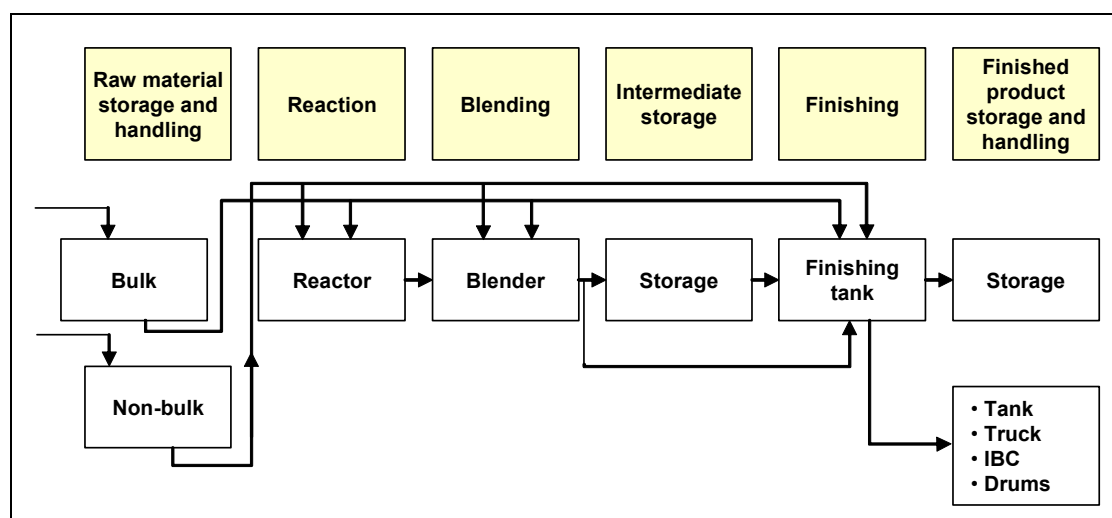 Raw material
storage and
handling
Reaction
Blending
Intermediate
storage
Finishing
Finished
product
storage and
handling
Bulk
Reactor
Blender
Storage
Finishing
tank
Storage
Non-bulk
• Tank
• Truck
• IBC
• Drums